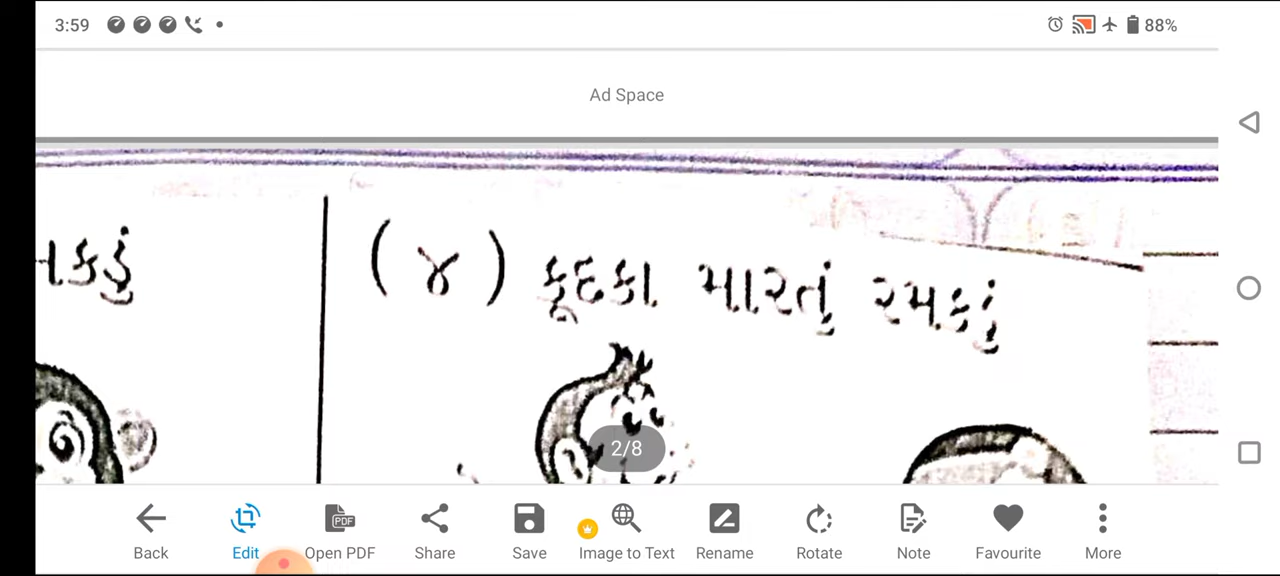 3:59
88%
Ad Space
(૪) કૂદકા મારતું રમકડું
2/8
Back
Edit
Open PDF
Share
Save
Image to Text
Rename
Rotate
Note
Favourite
More